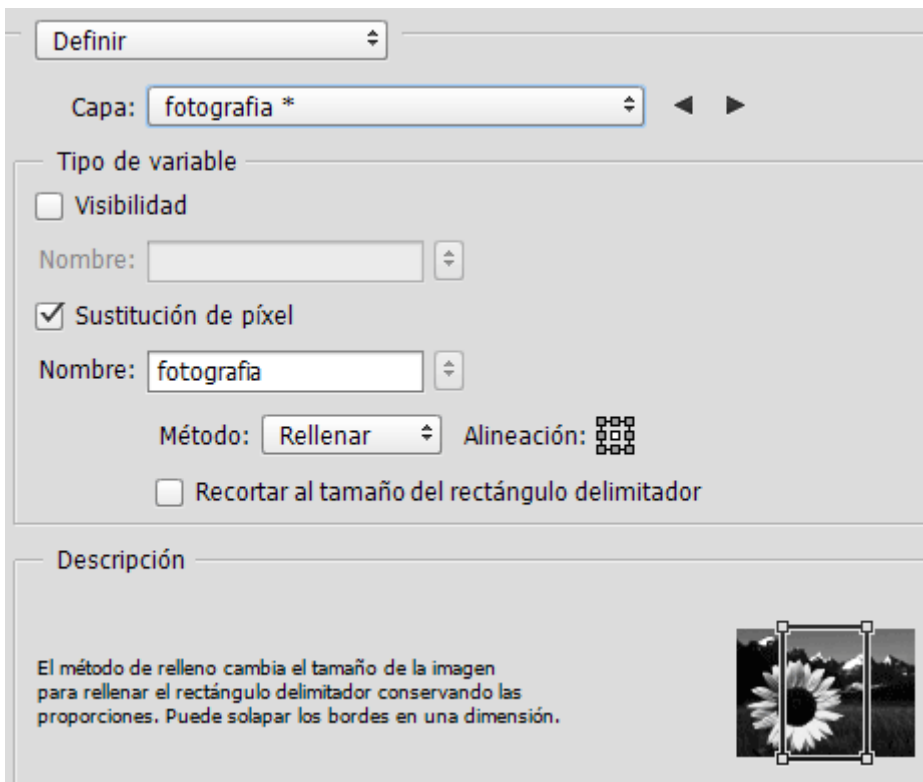 Definir
Capa: fotografia *
Tipo de variable
Visibilidad
Nombre:
Sustitución de píxel
Nombre: fotografia
Método: Rellenar Alineación:
Recortar al tamaño del rectángulo delimitador
Descripción
El método de relleno cambia el tamaño de la imagen
para rellenar el rectángulo delimitador conservando las
proporciones. Puede solapar los bordes en una dimensión.